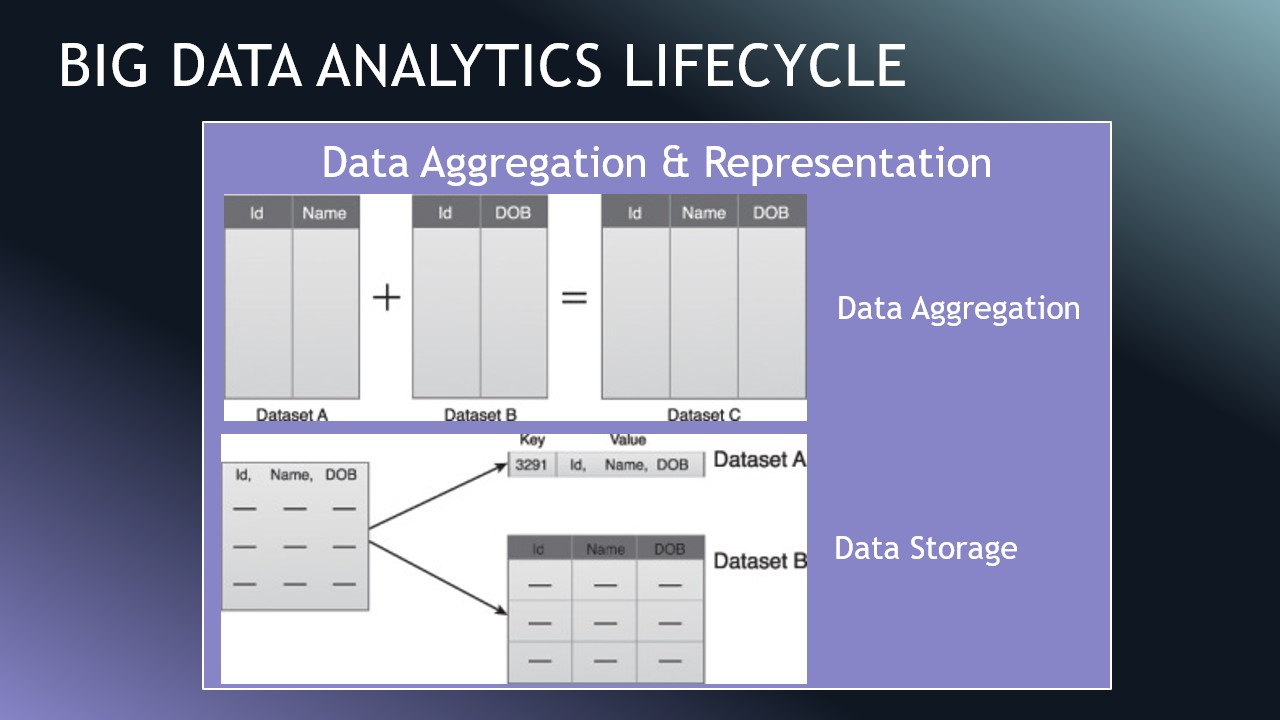 BIG DATA ANALYTICS LIFECYCLE
Data Aggregation & Representation
Id Name
Id DOB
Id Name DOB
+
=
Dataset A
Dataset B
Dataset C
Data Aggregation
Id, Name, DOB
Key Value
3291 Id, Name, DOB
Dataset A
Id Name DOB
Dataset B
Data Storage